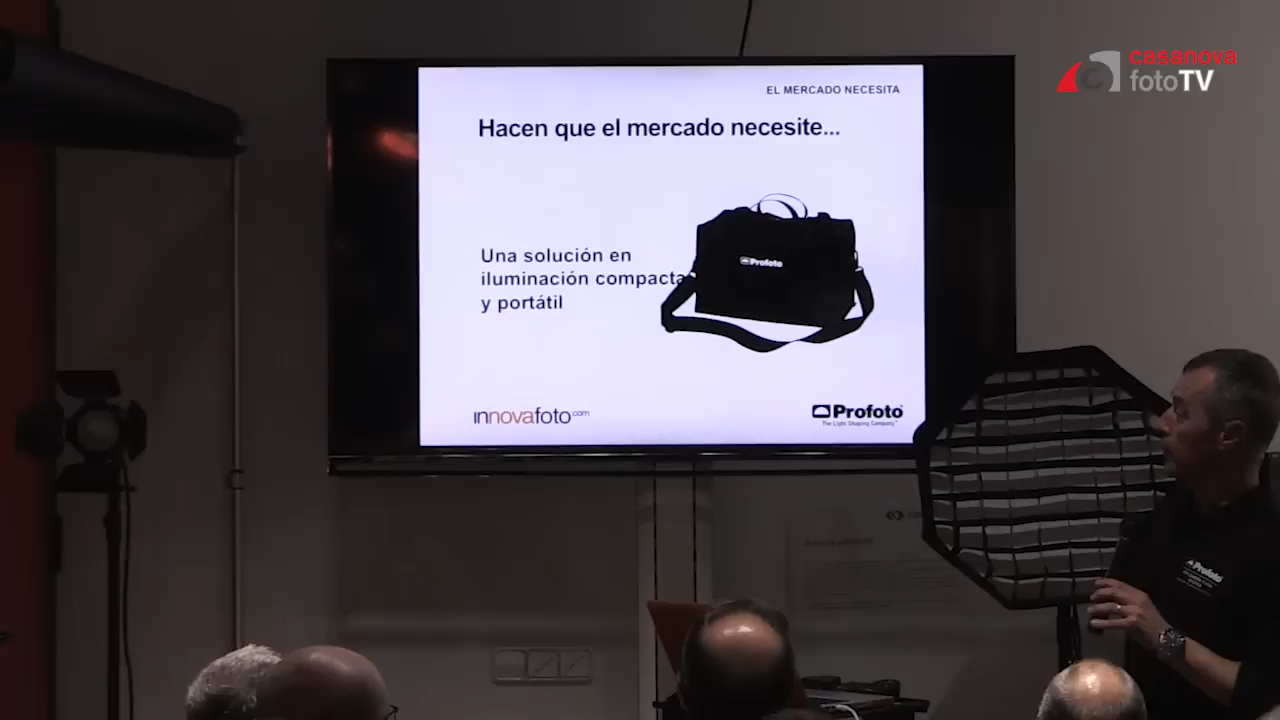 casanova
fotoTV
EL MERCADO NECESITA
Hacen que el mercado necesite...
Una solución en
iluminación compacta
y portátil
Profoto
innovafoto.com
Profoto
The Light Shaping Company
Profoto